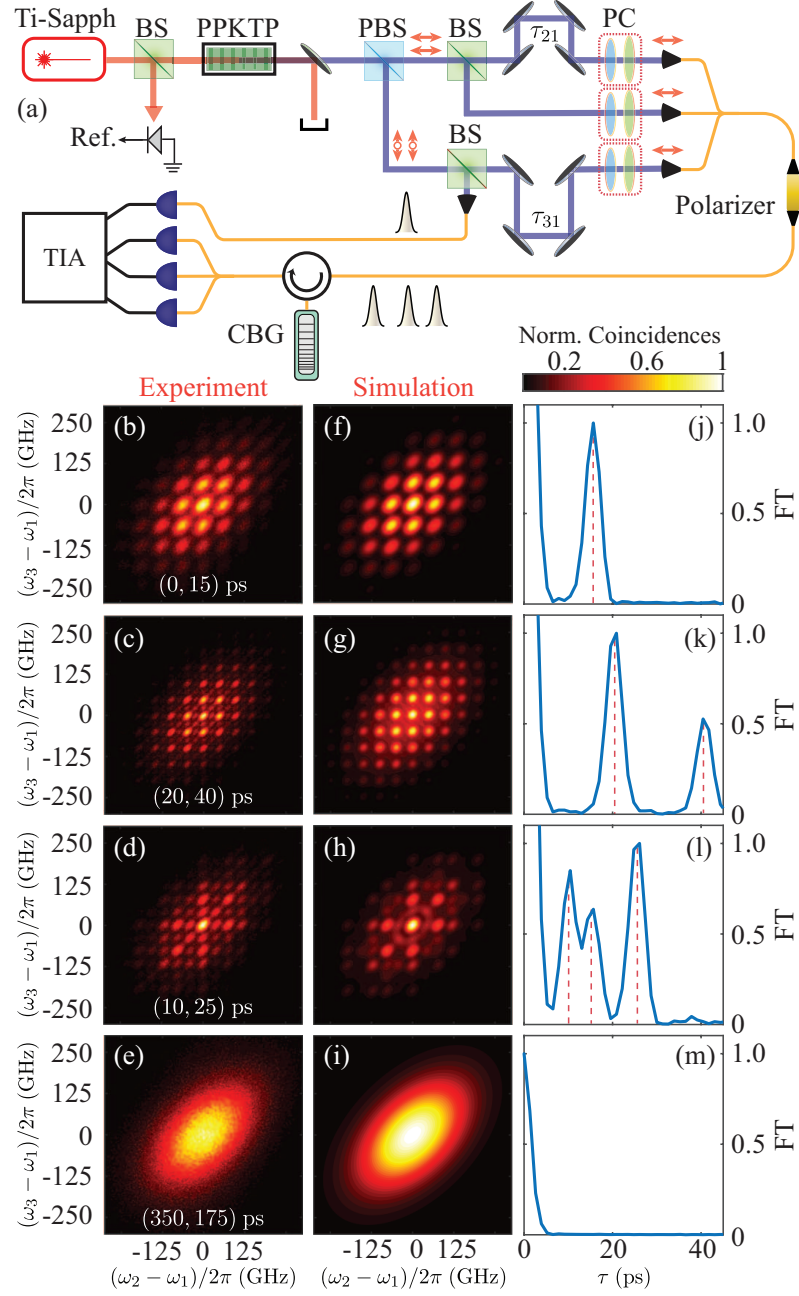 Ti-Sapph
BS
PPKTP
PBS
BS
τ₂₁
PC
(a)
Ref.
BS
τ₃₁
Polarizer
TIA
CBG
Norm. Coincidences
0.2
0.6
1
Experiment
Simulation
(b)
(f)
(j)
250
125
0
-125
-250
(ω₃ − ω₁)/2π (GHz)
(0, 15) ps
1.0
0.5
0
FT
(c)
(g)
(k)
250
125
0
-125
-250
(ω₃ − ω₁)/2π (GHz)
(20, 40) ps
1.0
0.5
0
FT
(d)
(h)
(l)
250
125
0
-125
-250
(ω₃ − ω₁)/2π (GHz)
(10, 25) ps
1.0
0.5
0
FT
(e)
(i)
(m)
250
125
0
-125
-250
(ω₃ − ω₁)/2π (GHz)
(350, 175) ps
1.0
0.5
0
FT
-125 0 125
-125 0 125
0 20 40
(ω₂ − ω₁)/2π (GHz)
(ω₂ − ω₁)/2π (GHz)
τ (ps)